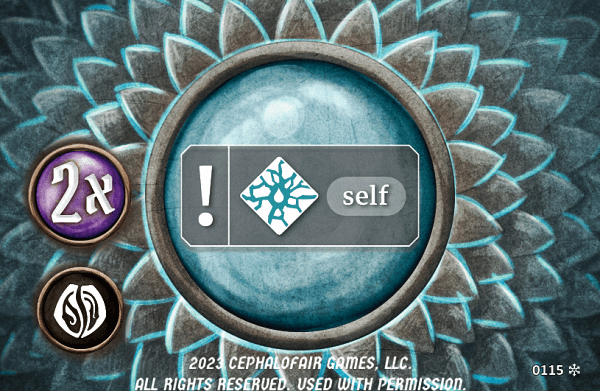 !
self
2x
2023 CEPHALOFAIR GAMES, LLC.
ALL RIGHTS RESERVED. USED WITH PERMISSION.
0115